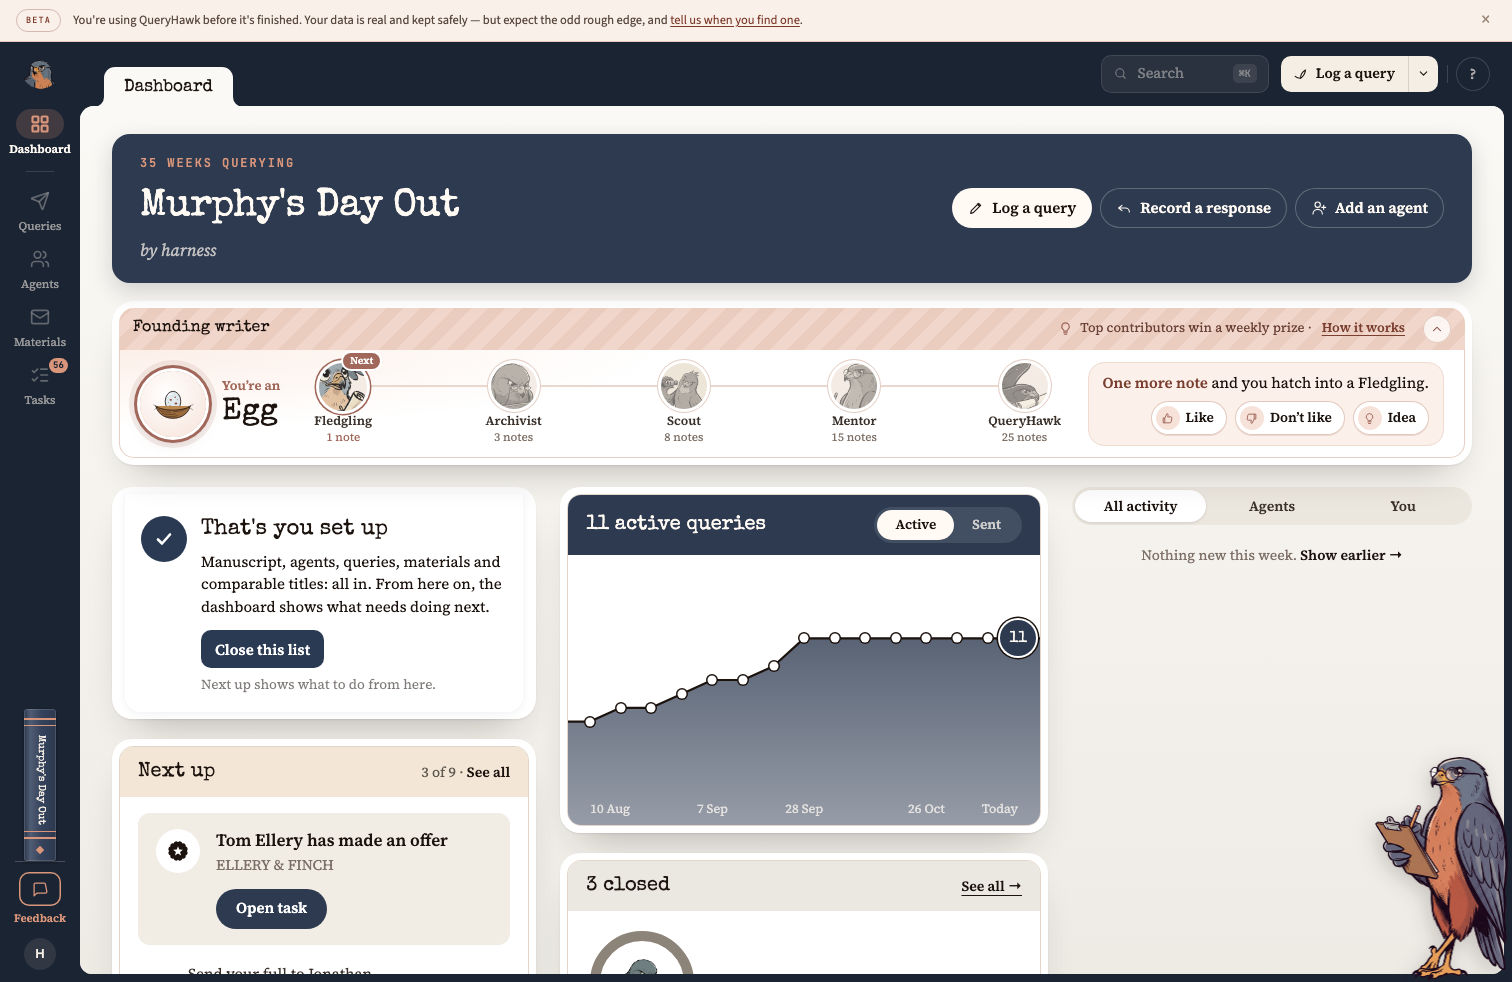 BETA You're using QueryHawk before it's finished. Your data is real and kept safely — but expect the odd rough edge, and tell us when you find one. ×
Dashboard
Search ⌘K
Log a query
?
Dashboard
Queries
Agents
Materials
56
Tasks
Murphy's Day Out
Feedback
H
35 WEEKS QUERYING
Murphy's Day Out
by harness
Log a query
Record a response
Add an agent
Founding writer
Top contributors win a weekly prize · How it works
You're an
Egg
Next
Fledgling
1 note
Archivist
3 notes
Scout
8 notes
Mentor
15 notes
QueryHawk
25 notes
One more note and you hatch into a Fledgling.
Like
Don't like
Idea
That's you set up
Manuscript, agents, queries, materials and
comparable titles: all in. From here on, the
dashboard shows what needs doing next.
Close this list
Next up shows what to do from here.
Next up
3 of 9 · See all
Tom Ellery has made an offer
ELLERY & FINCH
Open task
Send your full to Jonathan
11 active queries
Active
Sent
11
10 Aug
7 Sep
28 Sep
26 Oct
Today
3 closed
See all →
All activity
Agents
You
Nothing new this week. Show earlier →